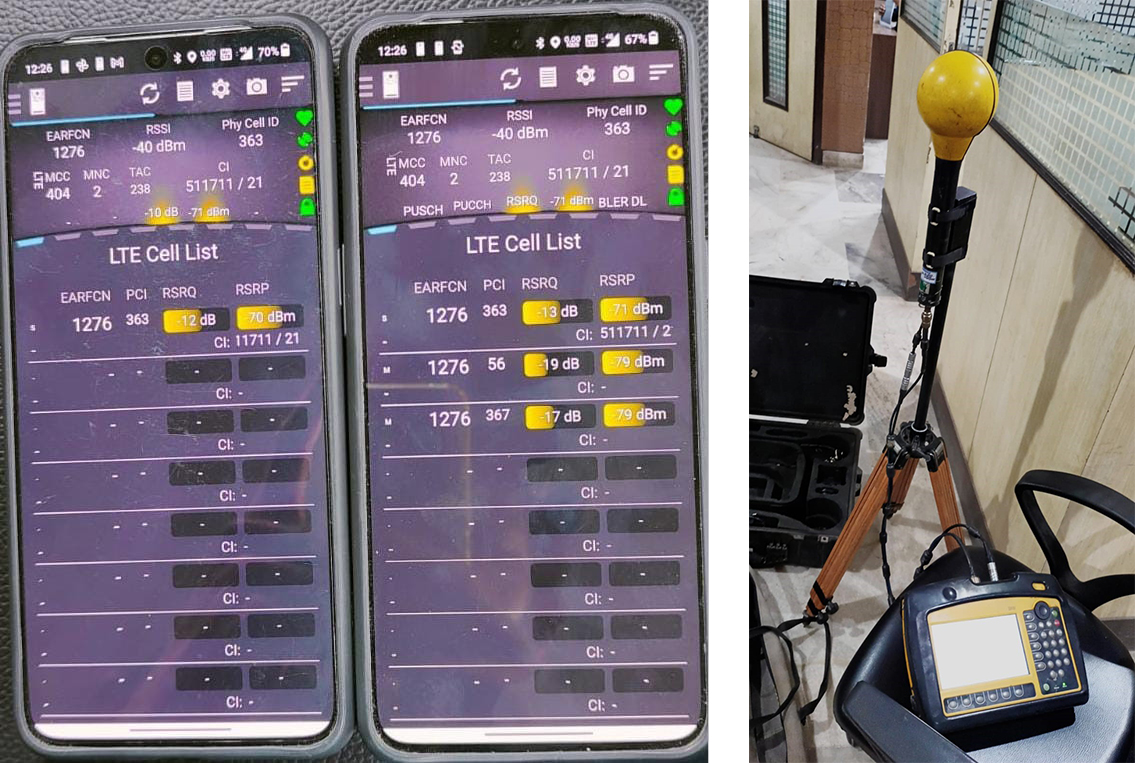 12:26
70%
EARFCN RSSI Phy Cell ID
1276 -40 dBm 363
LTE MCC MNC TAC CI
404 2 238 511711 / 21
-10 dB -71 dBm -
LTE Cell List
EARFCN PCI RSRQ RSRP
S 1276 363 -12 dB -70 dBm
- CI: 11711 / 21
- - - - -
- CI: -
- - - - -
- CI: -
- - - - -
- CI: -
- - - - -
- CI: -
- - - - -
- CI: -
- - - - -
- CI: -
- - - - -
- CI: -
12:26
67%
EARFCN RSSI Phy Cell ID
1276 -40 dBm 363
LTE MCC MNC TAC CI
404 2 238 511711 / 21
PUSCH PUCCH RSRQ -71 dBm BLER DL
LTE Cell List
EARFCN PCI RSRQ RSRP
S 1276 363 -13 dB -71 dBm
- CI: 511711 / 2
M 1276 56 -19 dB -79 dBm
- CI: -
M 1276 367 -17 dB -79 dBm
- CI: -
- - - - -
- CI: -
- - - - -
- CI: -
- - - - -
- CI: -
- - - - -
- CI: -
- - - - -
- CI: -